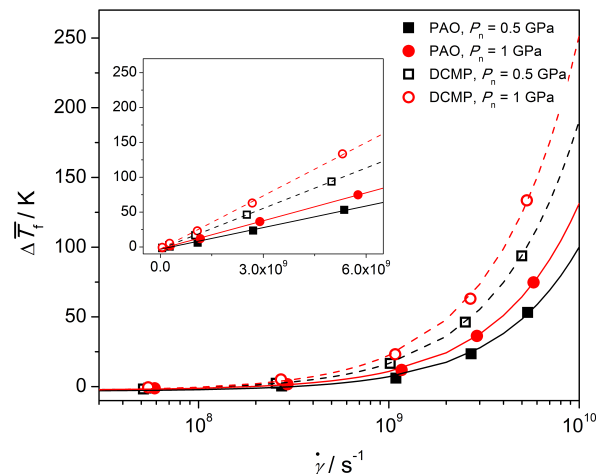 250
200
150
100
50
0
Δ T̿f / K
PAO, Pn = 0.5 GPa
PAO, Pn = 1 GPa
DCMP, Pn = 0.5 GPa
DCMP, Pn = 1 GPa
250
200
150
100
50
0
0.0 3.0x10⁹ 6.0x10⁹
10⁸ 10⁹ 10¹⁰
γ̇ / s⁻¹